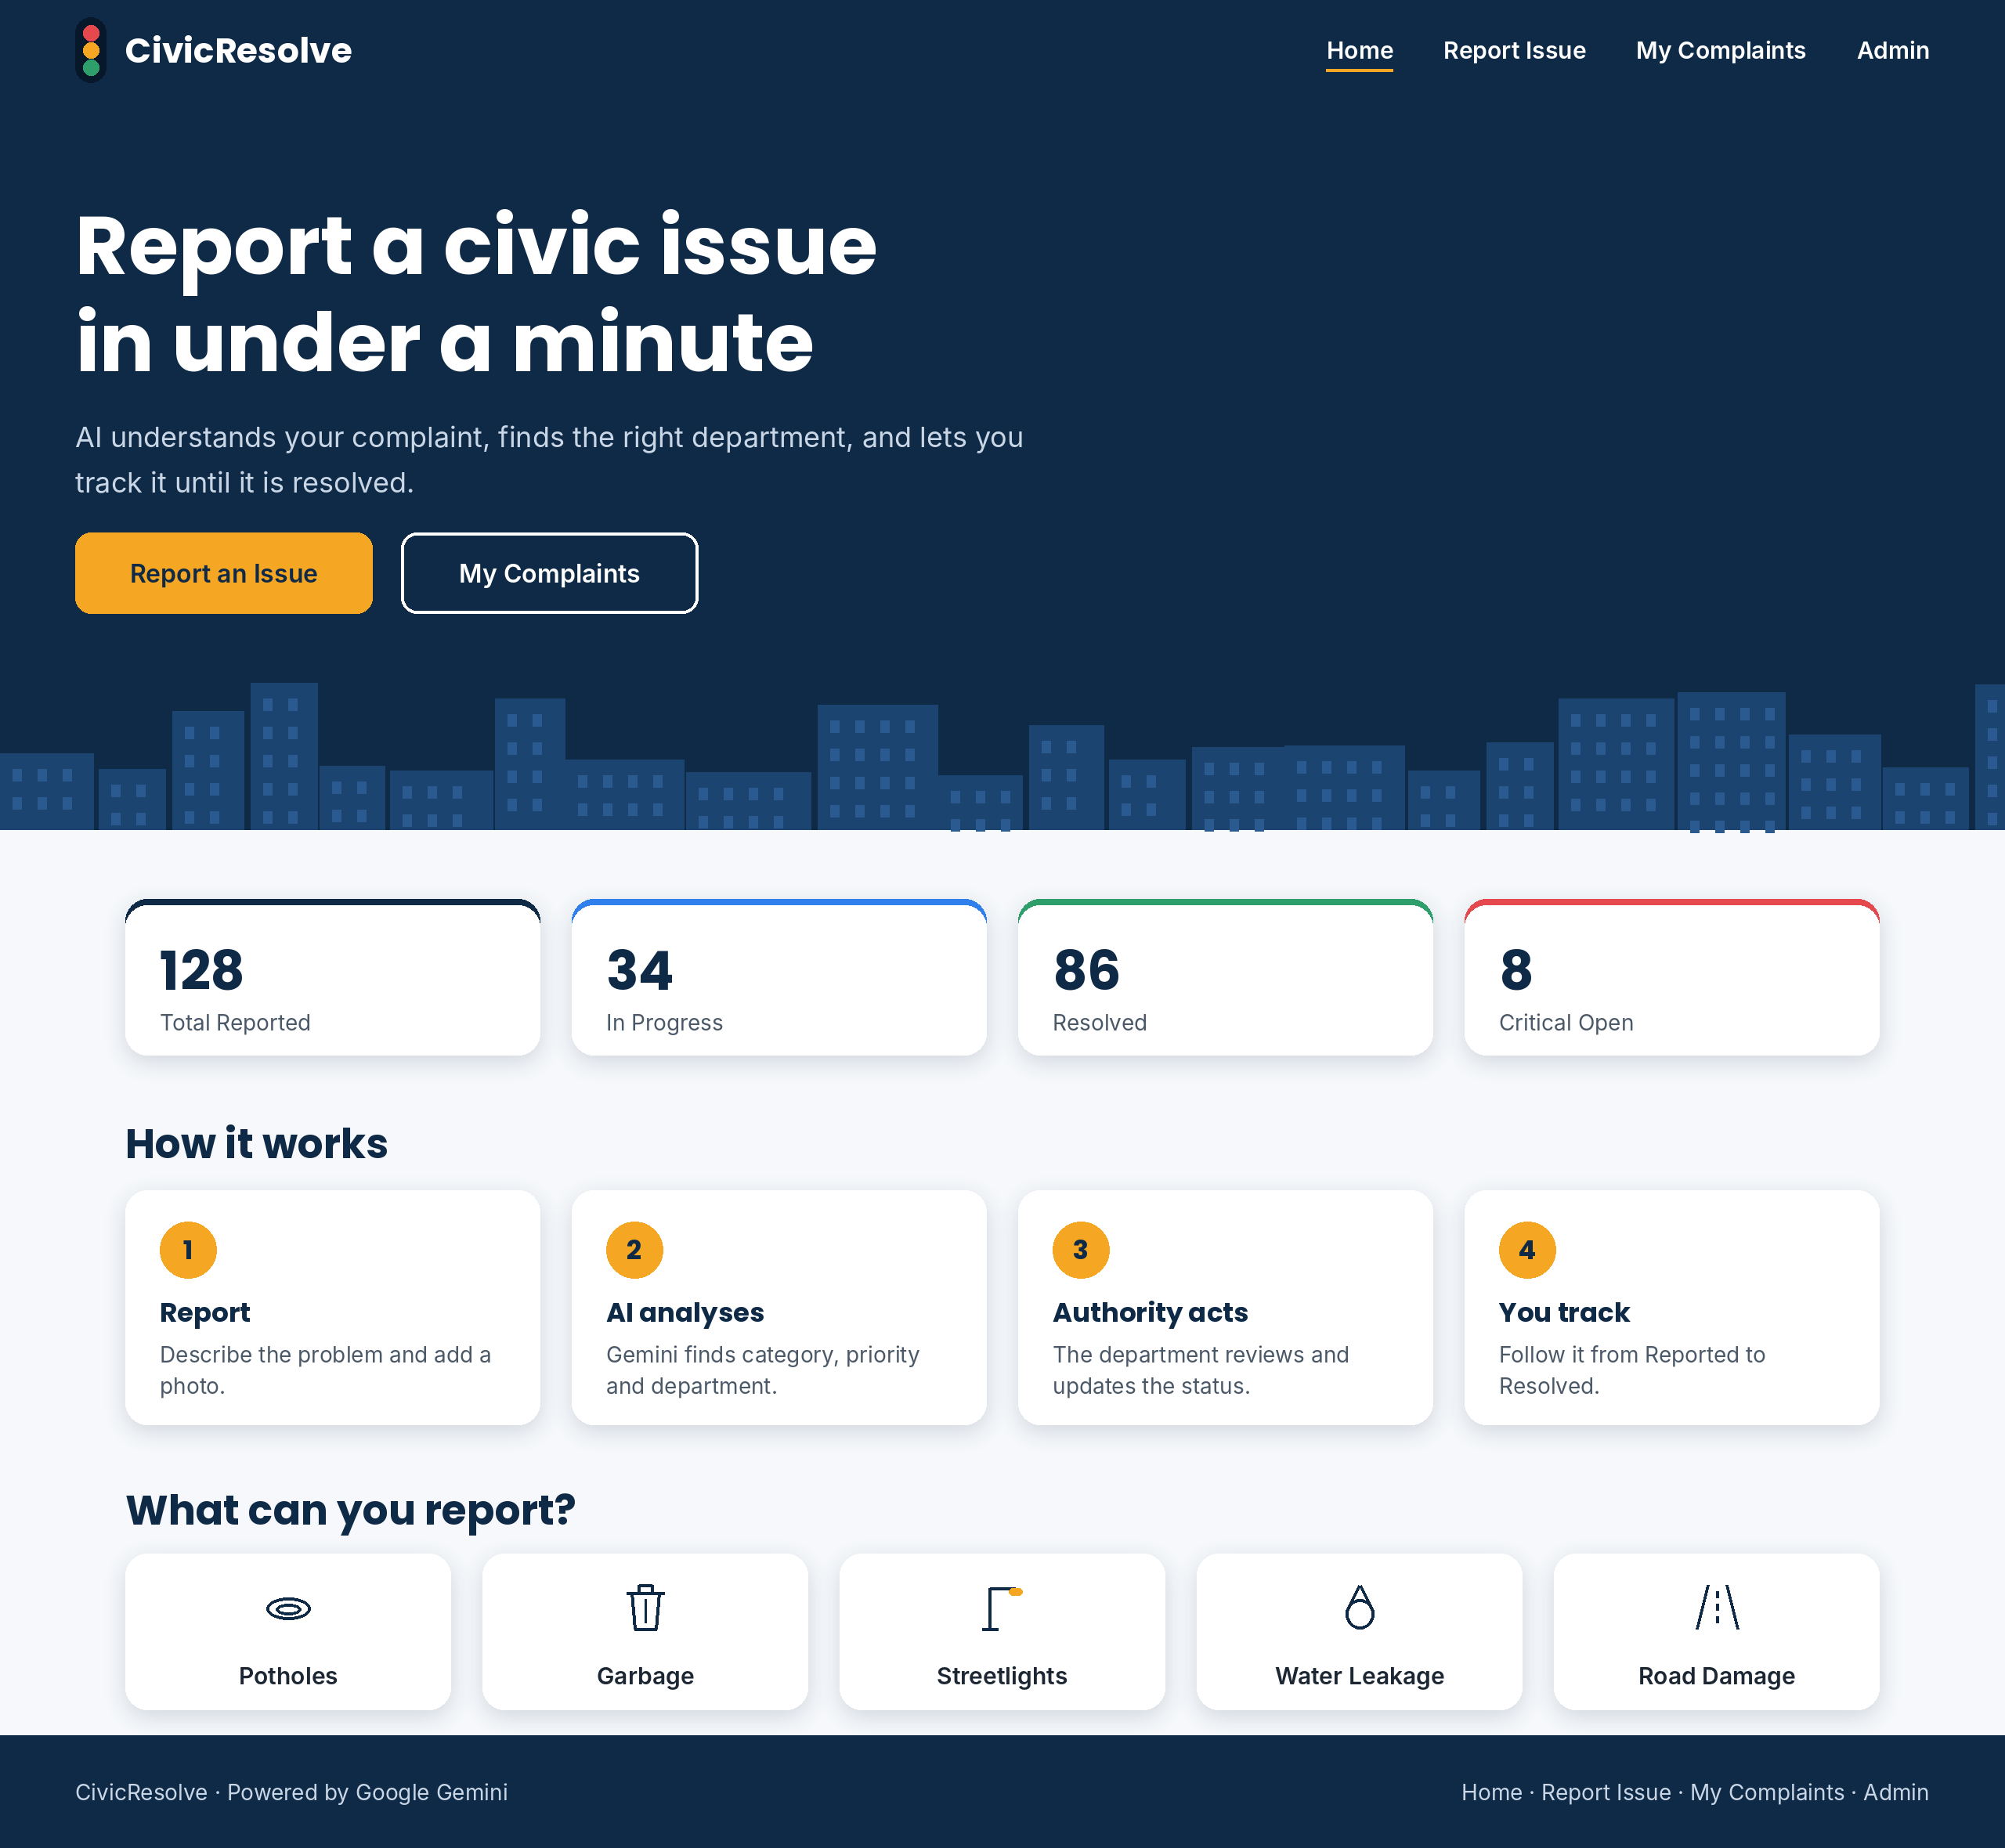 CivicResolve
Home
Report Issue
My Complaints
Admin
Report a civic issue
in under a minute
AI understands your complaint, finds the right department, and lets you
track it until it is resolved.
Report an Issue
My Complaints
128
Total Reported
34
In Progress
86
Resolved
8
Critical Open
How it works
1
Report
Describe the problem and add a
photo.
2
AI analyses
Gemini finds category, priority
and department.
3
Authority acts
The department reviews and
updates the status.
4
You track
Follow it from Reported to
Resolved.
What can you report?
Potholes
Garbage
Streetlights
Water Leakage
Road Damage
CivicResolve · Powered by Google Gemini
Home · Report Issue · My Complaints · Admin